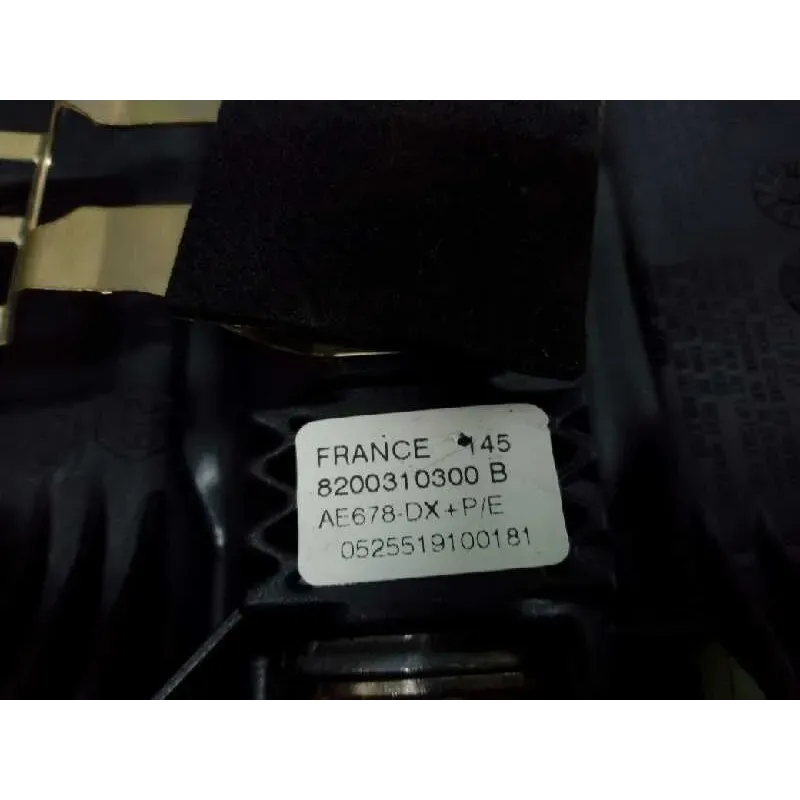 FRANCE 145
8200310300 B
AE678-DX+P/E
0525519100181